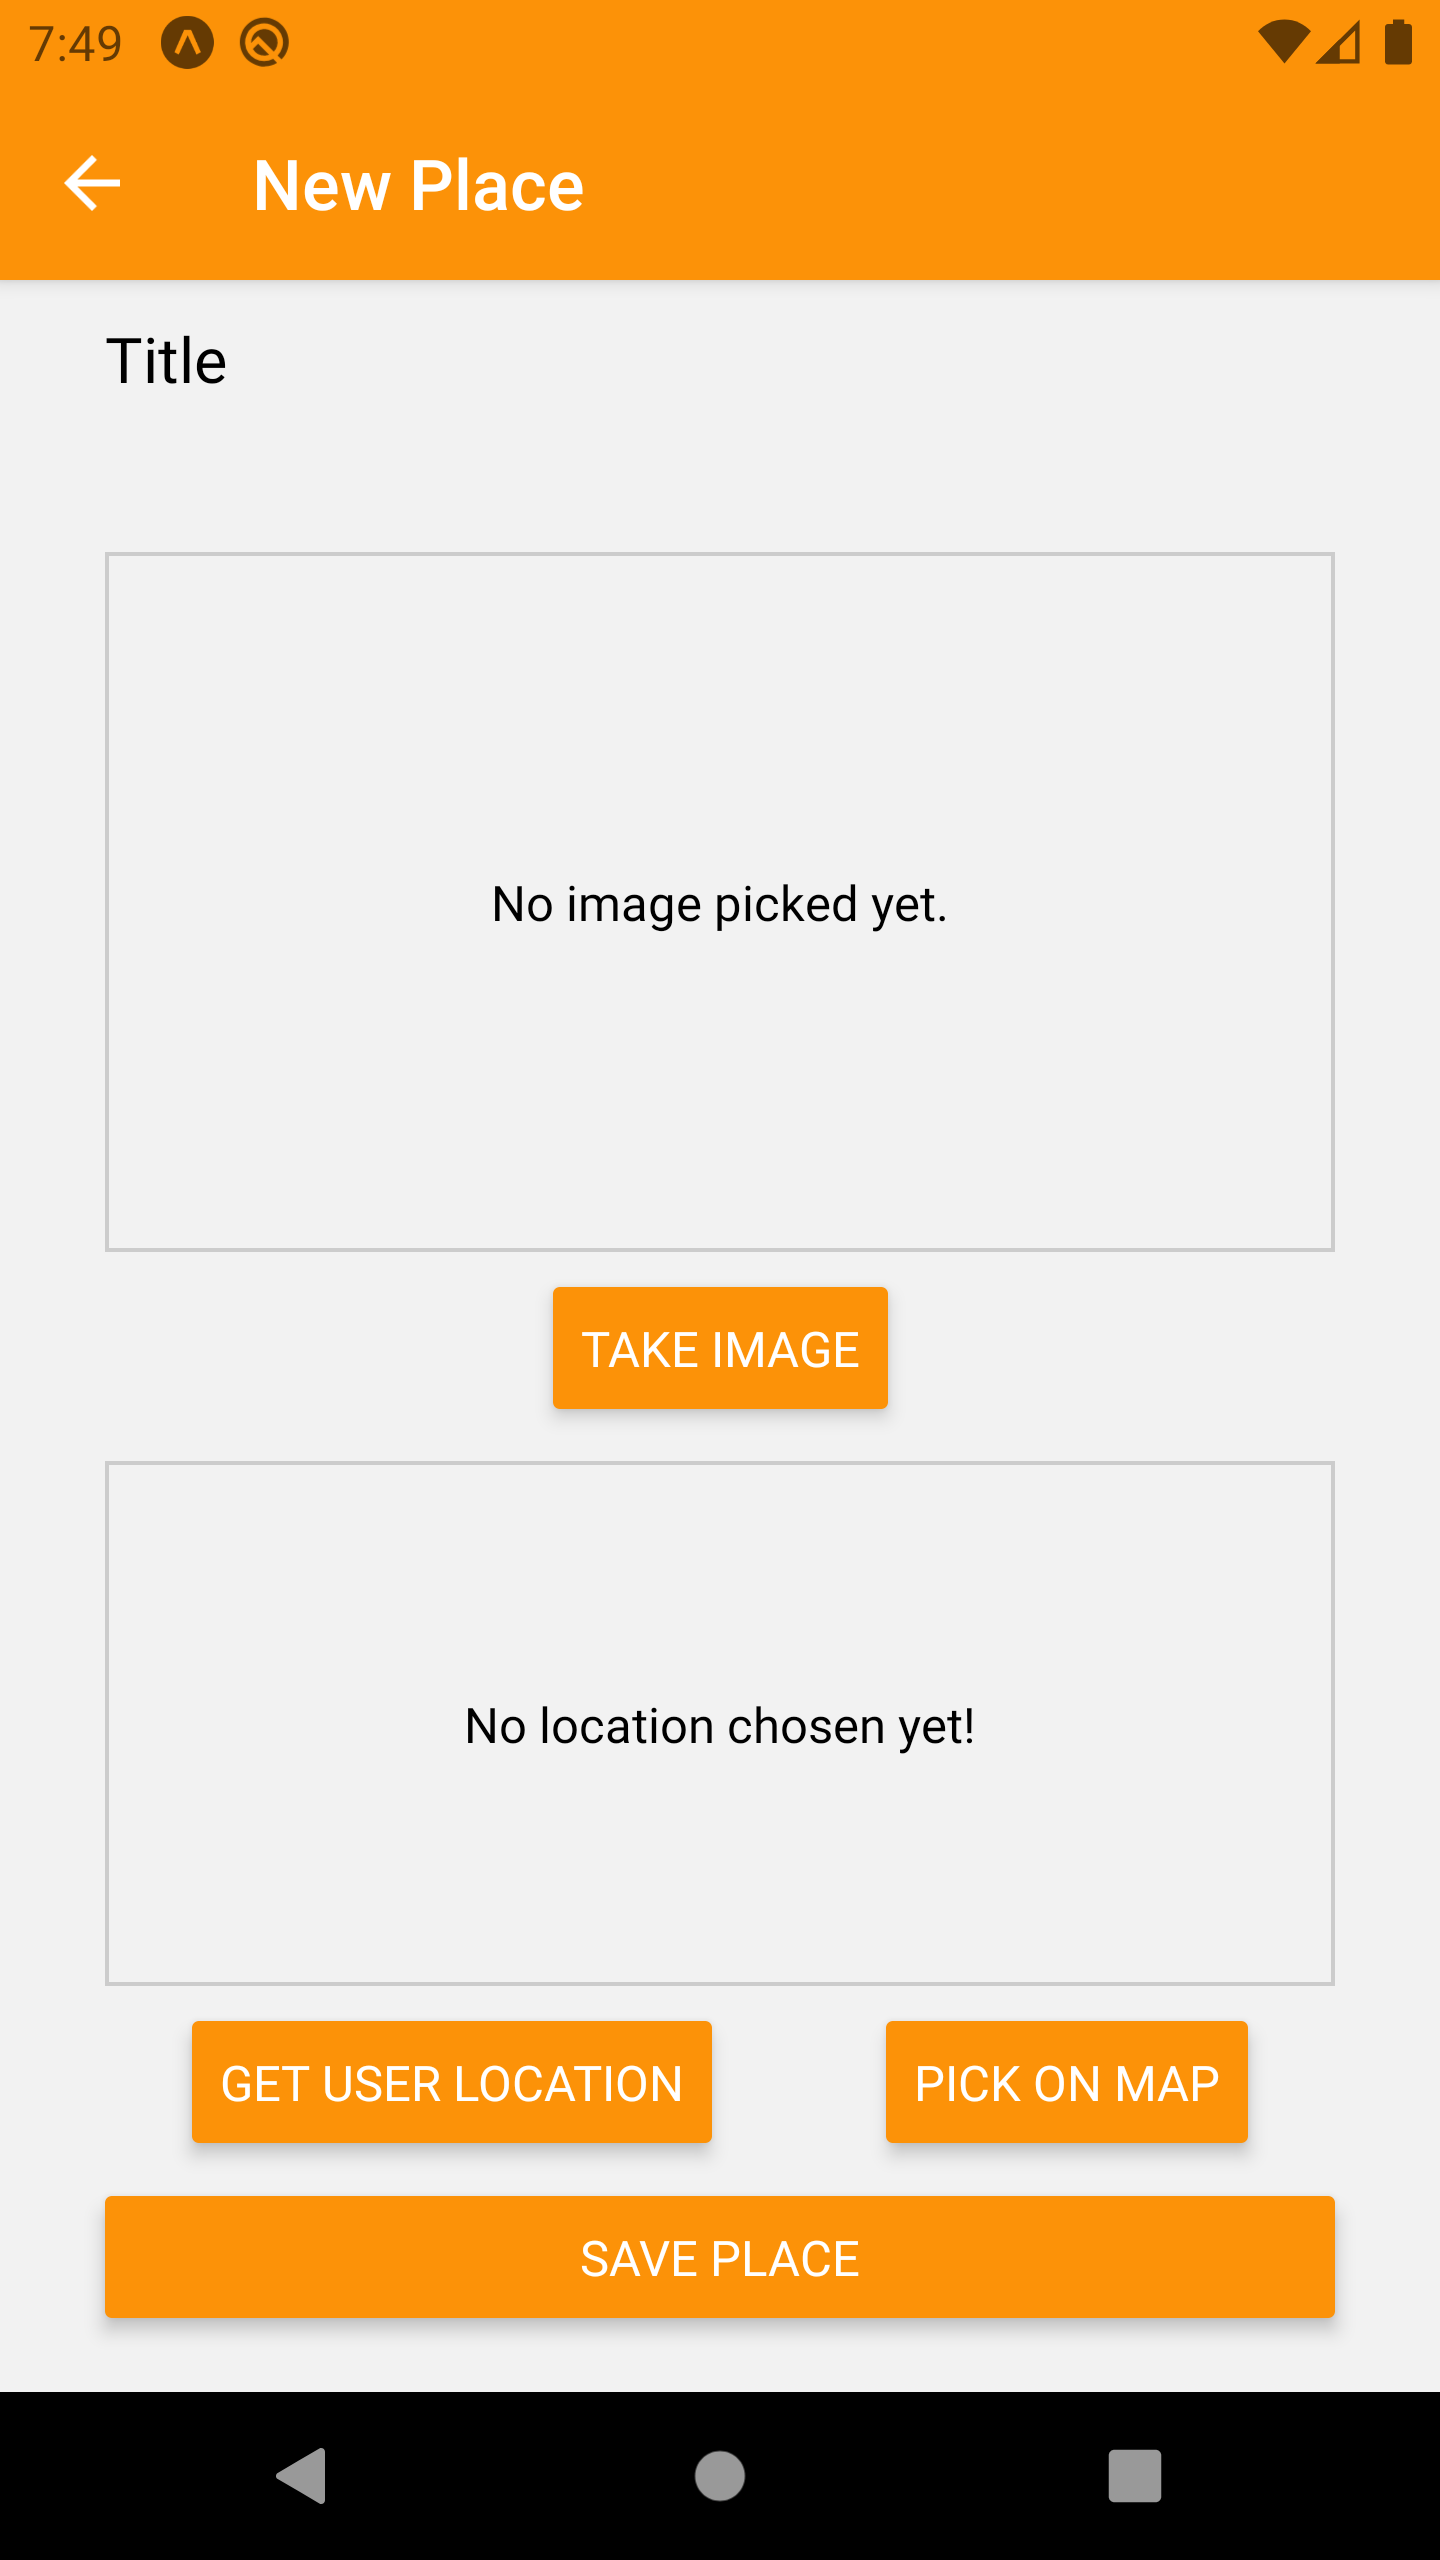 7:49
New Place
Title
No image picked yet.
TAKE IMAGE
No location chosen yet!
GET USER LOCATION
PICK ON MAP
SAVE PLACE